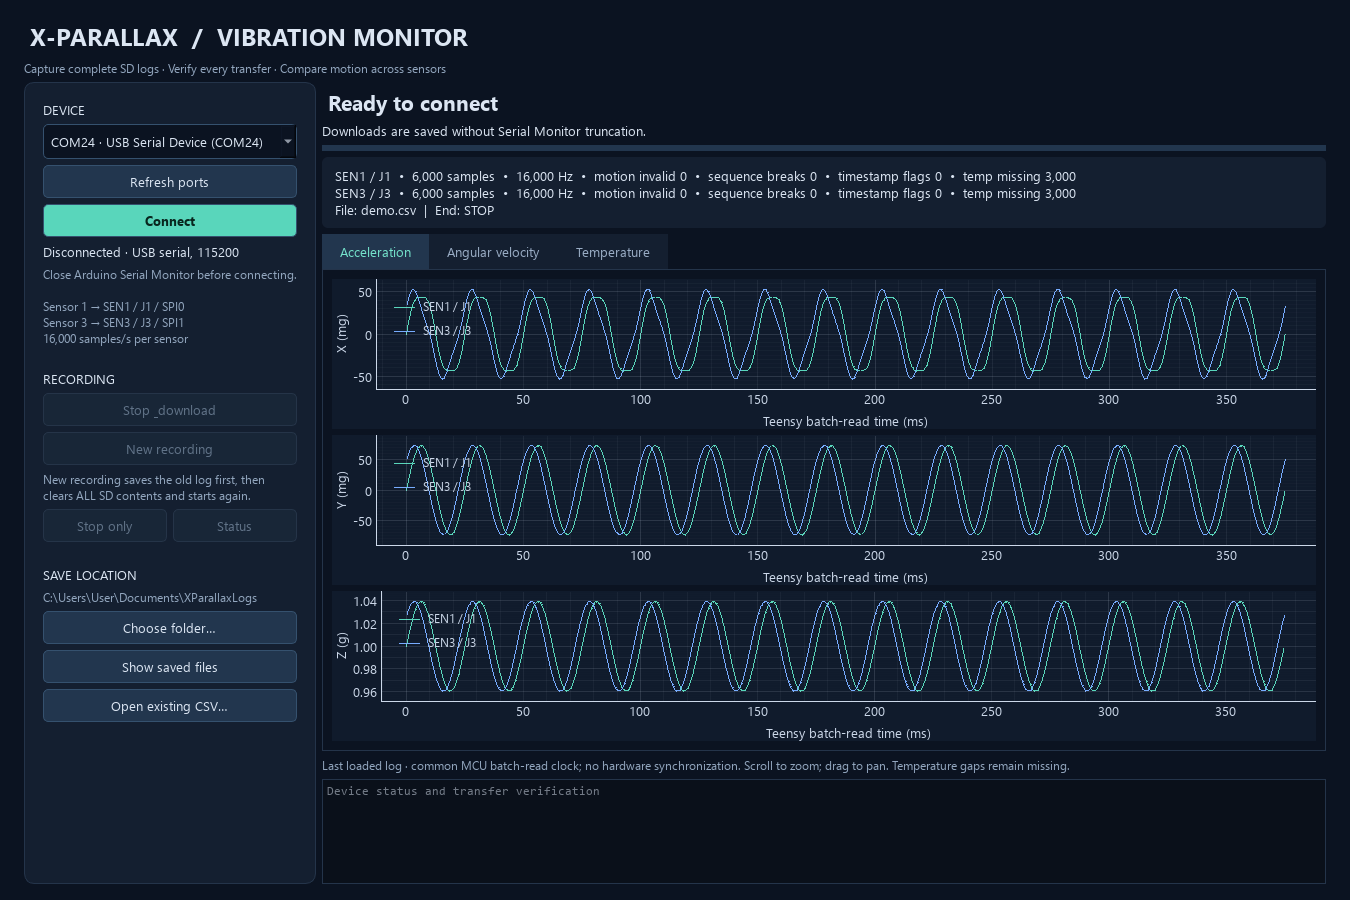 X-PARALLAX / VIBRATION MONITOR
Capture complete SD logs · Verify every transfer · Compare motion across sensors
DEVICE
COM24 · USB Serial Device (COM24)
Refresh ports
Connect
Disconnected · USB serial, 115200
Close Arduino Serial Monitor before connecting.
Sensor 1 → SEN1 / J1 / SPI0
Sensor 3 → SEN3 / J3 / SPI1
16,000 samples/s per sensor
RECORDING
Stop _download
New recording
New recording saves the old log first, then
clears ALL SD contents and starts again.
Stop only
Status
SAVE LOCATION
C:\Users\User\Documents\XParallaxLogs
Choose folder...
Show saved files
Open existing CSV...
Ready to connect
Downloads are saved without Serial Monitor truncation.
SEN1 / J1 • 6,000 samples • 16,000 Hz • motion invalid 0 • sequence breaks 0 • timestamp flags 0 • temp missing 3,000
SEN3 / J3 • 6,000 samples • 16,000 Hz • motion invalid 0 • sequence breaks 0 • timestamp flags 0 • temp missing 3,000
File: demo.csv | End: STOP
Acceleration
Angular velocity
Temperature
X (mg)
50
0
-50
SEN1 / J1
SEN3 / J3
0 50 100 150 200 250 300 350
Teensy batch-read time (ms)
Y (mg)
50
0
-50
SEN1 / J1
SEN3 / J3
0 50 100 150 200 250 300 350
Teensy batch-read time (ms)
Z (g)
1.04
1.02
1.00
0.98
0.96
SEN1 / J1
SEN3 / J3
0 50 100 150 200 250 300 350
Teensy batch-read time (ms)
Last loaded log · common MCU batch-read clock; no hardware synchronization. Scroll to zoom; drag to pan. Temperature gaps remain missing.
Device status and transfer verification